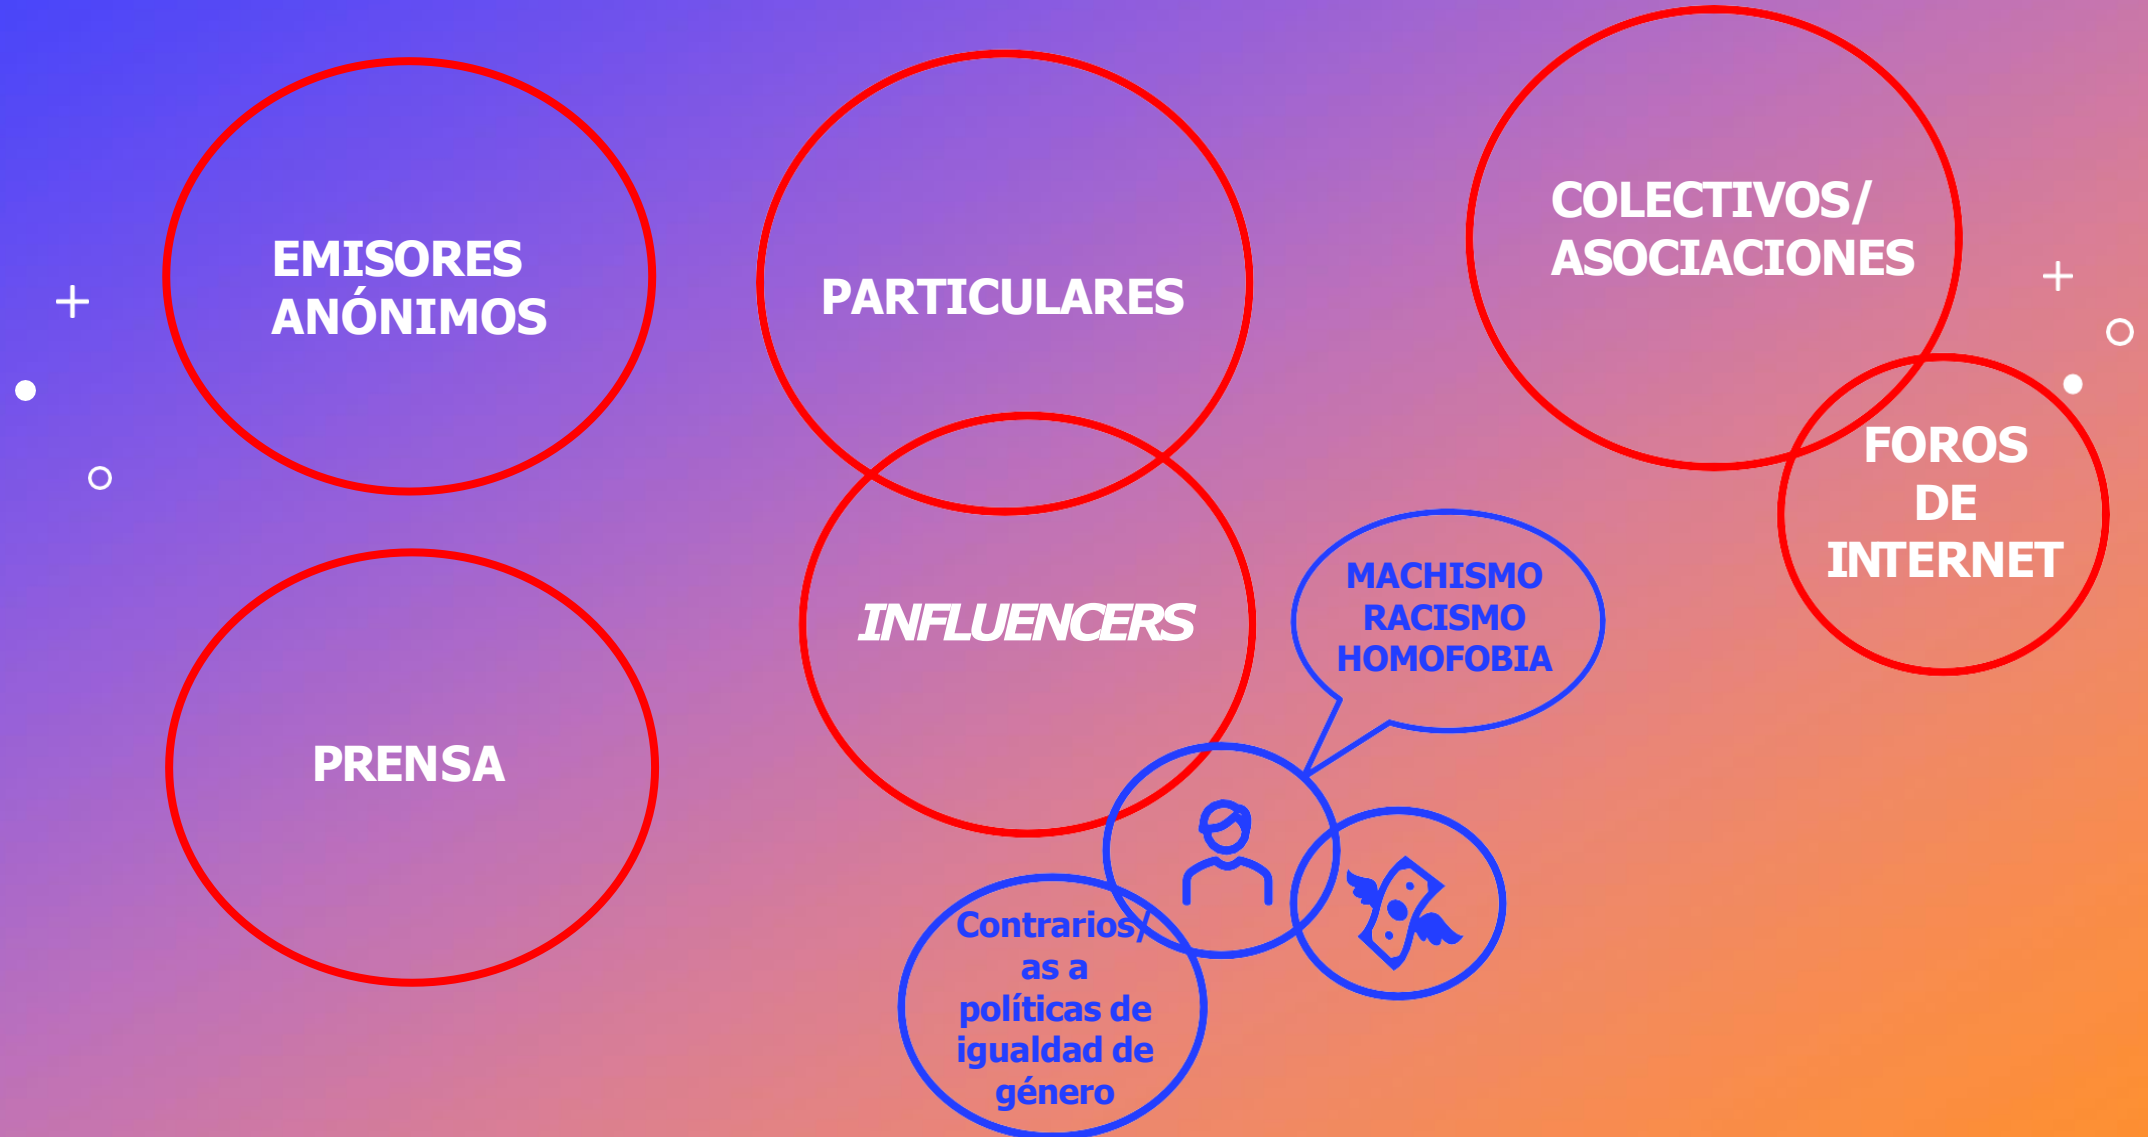 EMISORES
ANÓNIMOS
PARTICULARES
COLECTIVOS/
ASOCIACIONES
FOROS
DE
INTERNET
PRENSA
INFLUENCERS
MACHISMO
RACISMO
HOMOFOBIA
Contrarios/
as a
políticas de
igualdad de
género